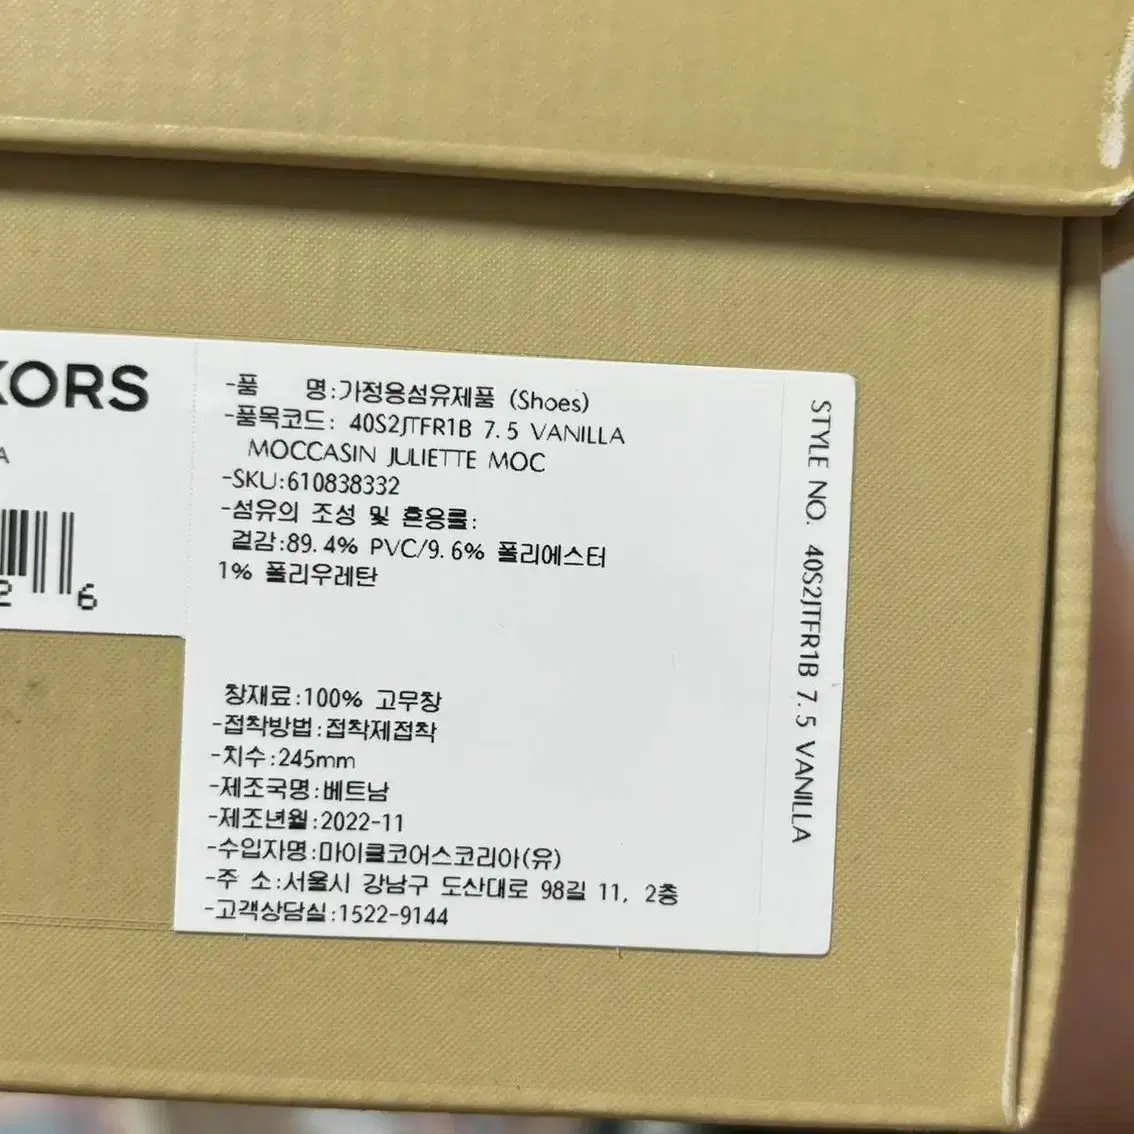 KORS
A
2 6
-품 명:가정용섬유제품 (Shoes)
-품목코드: 40S2JTFR1B 7.5 VANILLA
MOCCASIN JULIETTE MOC
-SKU:610838332
-섬유의 조성 및 혼용률:
겉감:89.4% PVC/9.6% 폴리에스터
1% 폴리우레탄
창재료:100% 고무창
-접착방법:접착제접착
-치수:245mm
-제조국명:베트남
-제조년월:2022-11
-수입자명:마이클코어스코리아(유)
-주 소:서울시 강남구 도산대로 98길 11, 2층
-고객상담실:1522-9144
STYLE NO. 40S2JTFR1B 7.5 VANILLA